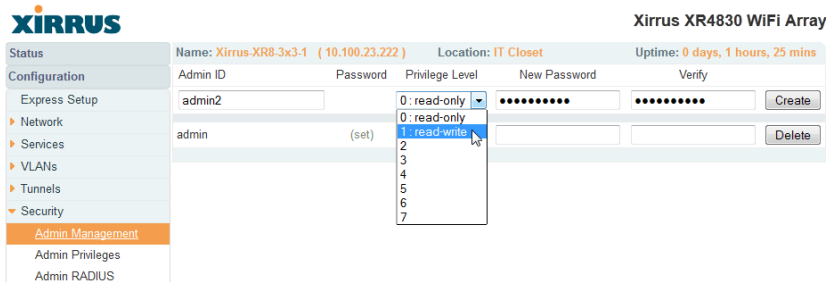 XIRRUS
Xirrus XR4830 WiFi Array
Status
Name: Xirrus-XR8-3x3-1 ( 10.100.23.222 ) Location: IT Closet Uptime: 0 days, 1 hours, 25 mins
Configuration
Admin ID Password Privilege Level New Password Verify
Express Setup
admin2 0 : read-only ●●●●●●●●●● ●●●●●●●●●● Create
0 : read-only
Network
1 : read-write
admin (set) Delete
Services
2
3
VLANs
4
Tunnels
5
6
Security
7
Admin Management
Admin Privileges
Admin RADIUS